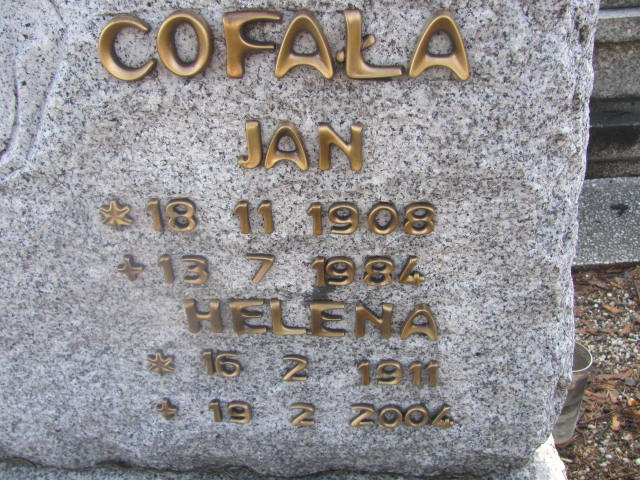 COFAŁA
JAN
* 18 11 1908
+ 13 7 1984
HELENA
* 16 2 1911
+ 19 2 2004